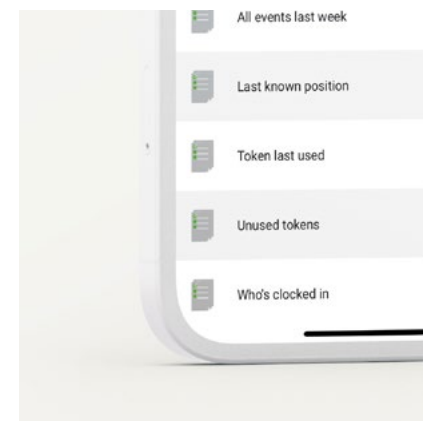 All events last week
Last known position
Token last used
Unused tokens
Who's clocked in